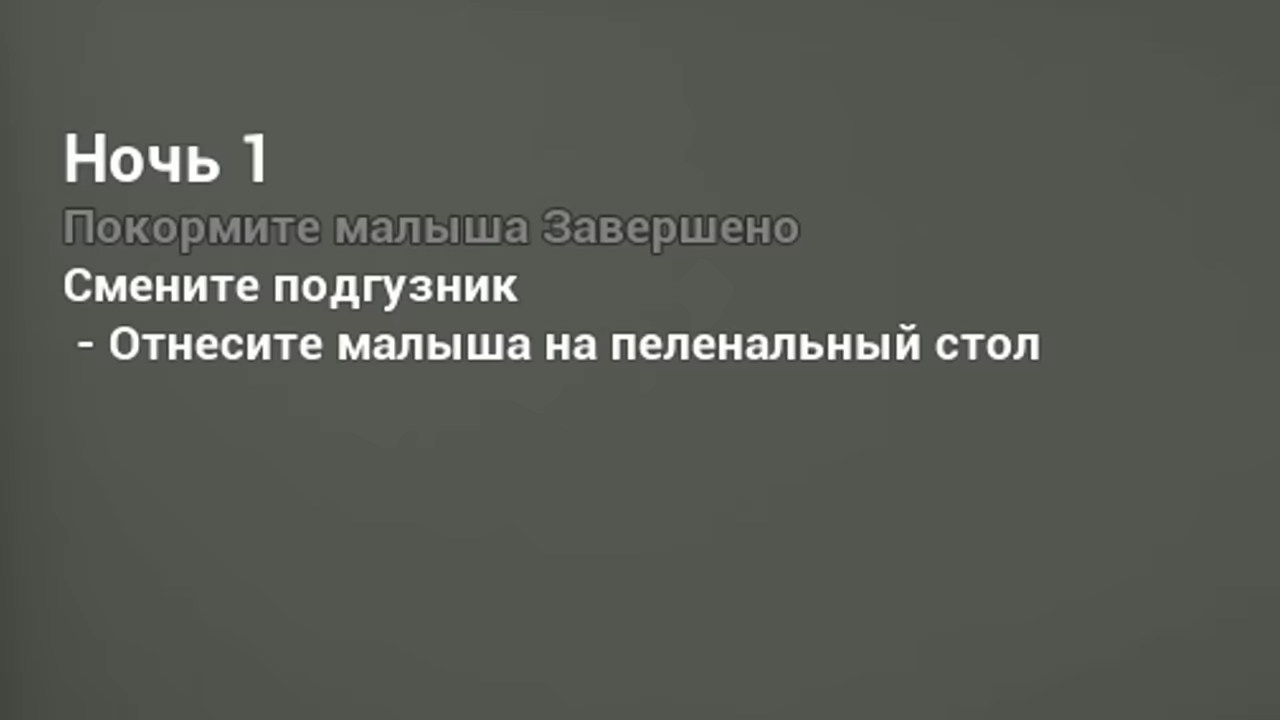 Ночь 1
Покормите малыша Завершено
Смените подгузник
- Отнесите малыша на пеленальный стол